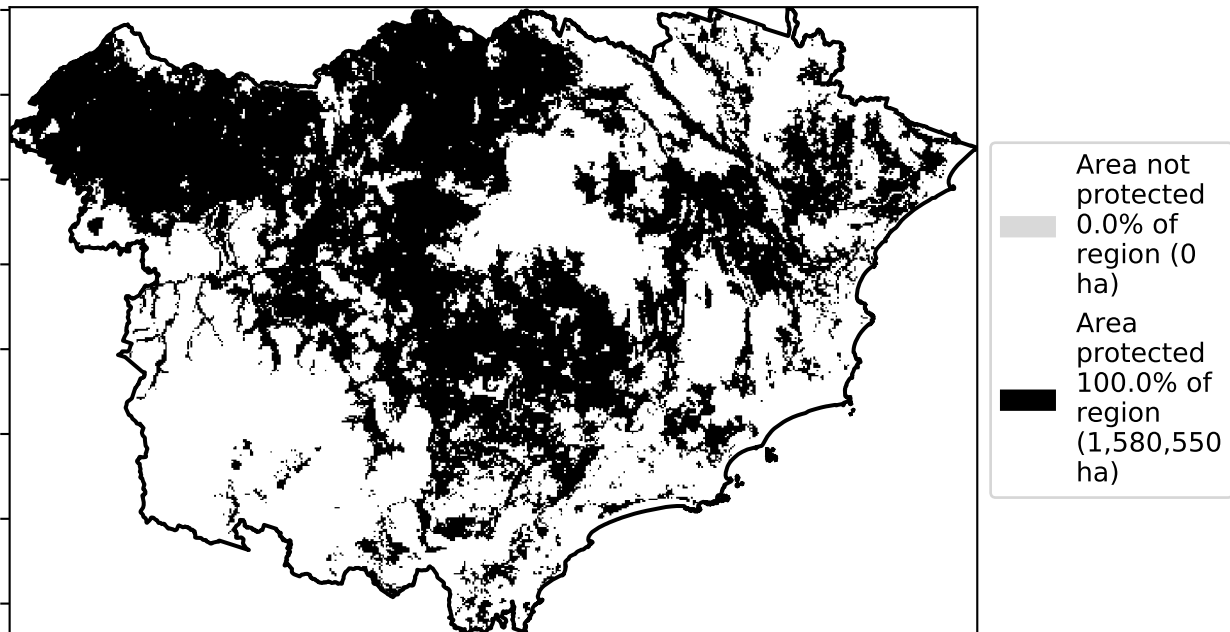 Area not
protected
0.0% of
region (0
ha)
Area
protected
100.0% of
region
(1,580,550
ha)